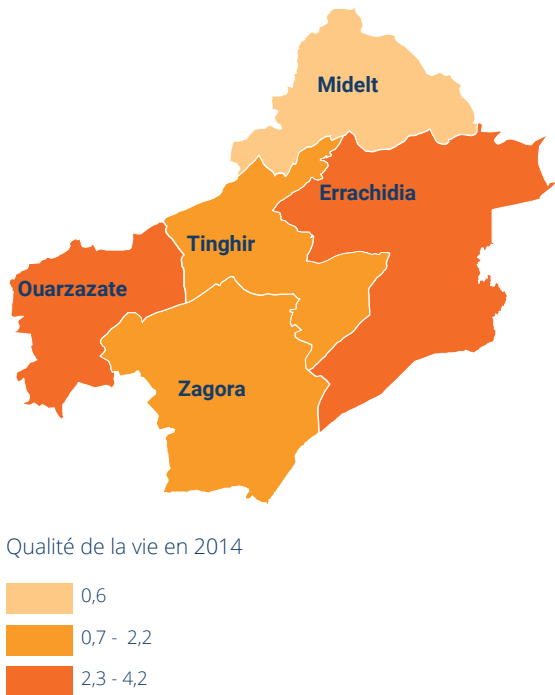 Midelt
Errachidia
Tinghir
Ouarzazate
Zagora
Qualité de la vie en 2014
0,6
0,7 - 2,2
2,3 - 4,2